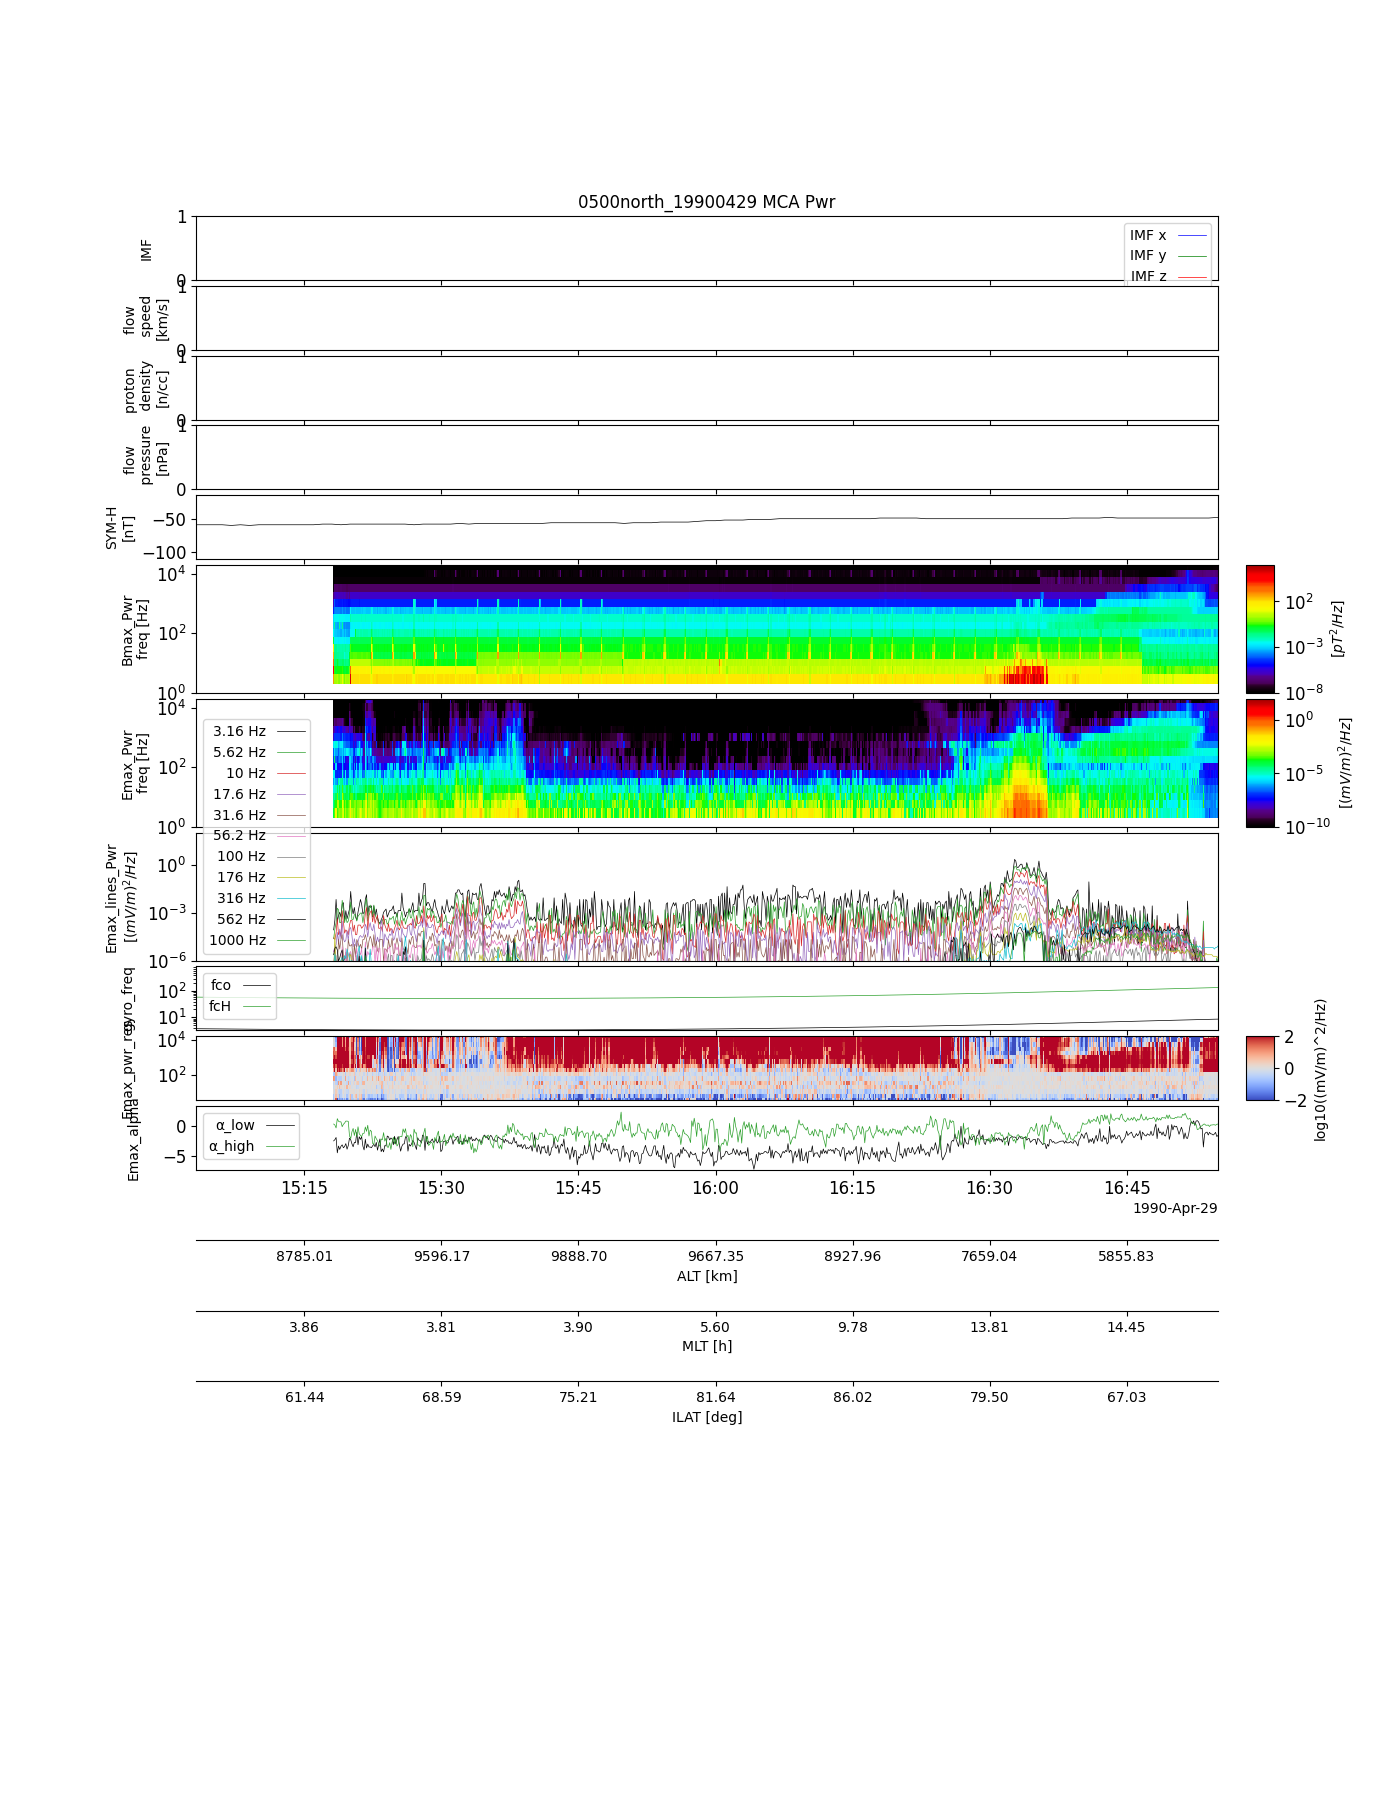 0500north_19900429 MCA Pwr
1
0
IMF
IMF x
IMF y
IMF z
1
0
flow
speed
[km/s]
1
0
proton
density
[n/cc]
1
0
flow
pressure
[nPa]
−50
−100
SYM-H
[nT]
10^4
10^2
10^0
Bmax_Pwr
freq [Hz]
10^2
10^−3
10^−8
[pT^2/Hz]
10^4
10^2
10^0
Emax_Pwr
freq [Hz]
10^0
10^−5
10^−10
[(mV/m)^2/Hz]
3.16 Hz
5.62 Hz
10 Hz
17.6 Hz
31.6 Hz
56.2 Hz
100 Hz
176 Hz
316 Hz
562 Hz
1000 Hz
10^0
10^−3
10^−6
Emax_lines_Pwr
[(mV/m)^2/Hz]
10^2
10^1
gyro_freq
fco
fcH
10^4
10^2
Emax_pwr_reg
2
0
−2
log10((mV/m)^2/Hz)
0
−5
Emax_alpha
α_low
α_high
15:15 15:30 15:45 16:00 16:15 16:30 16:45
1990-Apr-29
8785.01 9596.17 9888.70 9667.35 8927.96 7659.04 5855.83
ALT [km]
3.86 3.81 3.90 5.60 9.78 13.81 14.45
MLT [h]
61.44 68.59 75.21 81.64 86.02 79.50 67.03
ILAT [deg]